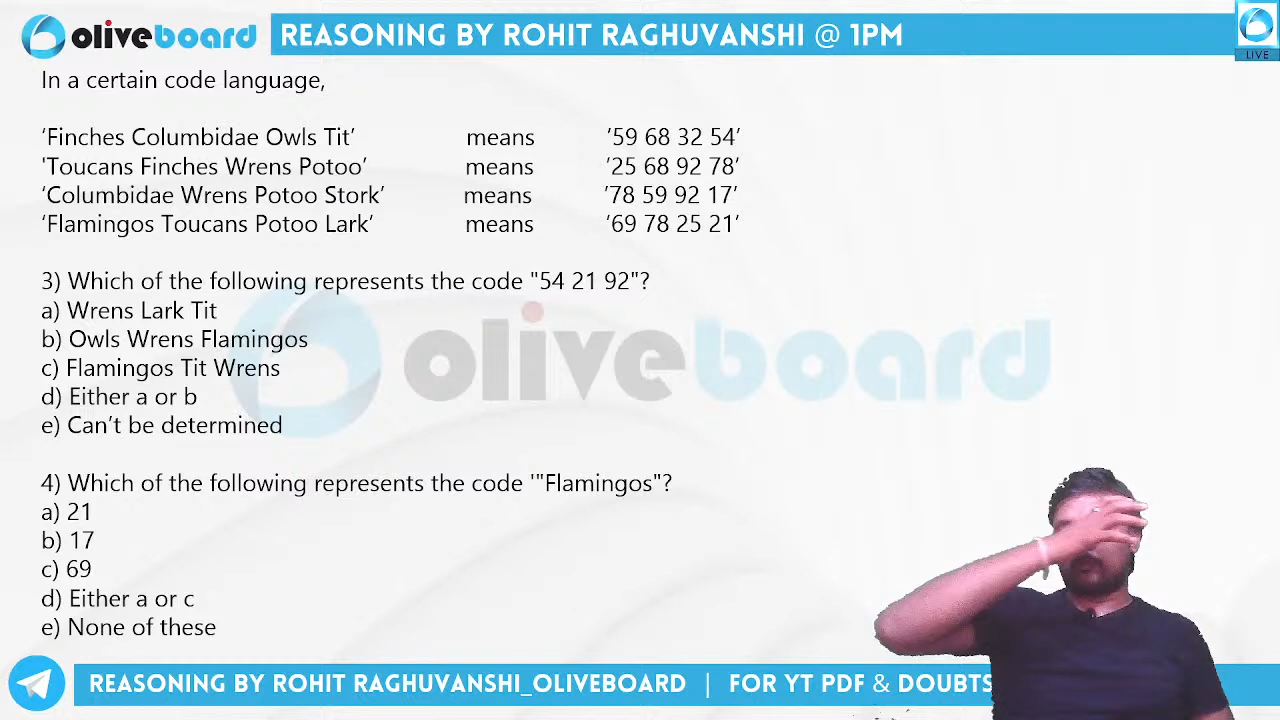 oliveboard
REASONING BY ROHIT RAGHUVANSHI @ 1PM
LIVE
In a certain code language,
‘Finches Columbidae Owls Tit’ means ‘59 68 32 54’
'Toucans Finches Wrens Potoo’ means ’25 68 92 78’
‘Columbidae Wrens Potoo Stork’ means ’78 59 92 17’
‘Flamingos Toucans Potoo Lark’ means ’69 78 25 21’
3) Which of the following represents the code "54 21 92"?
a) Wrens Lark Tit
b) Owls Wrens Flamingos
c) Flamingos Tit Wrens
d) Either a or b
e) Can’t be determined
oliveboard
4) Which of the following represents the code '"Flamingos"?
a) 21
b) 17
c) 69
d) Either a or c
e) None of these
REASONING BY ROHIT RAGHUVANSHI_OLIVEBOARD | FOR YT PDF & DOUBTS